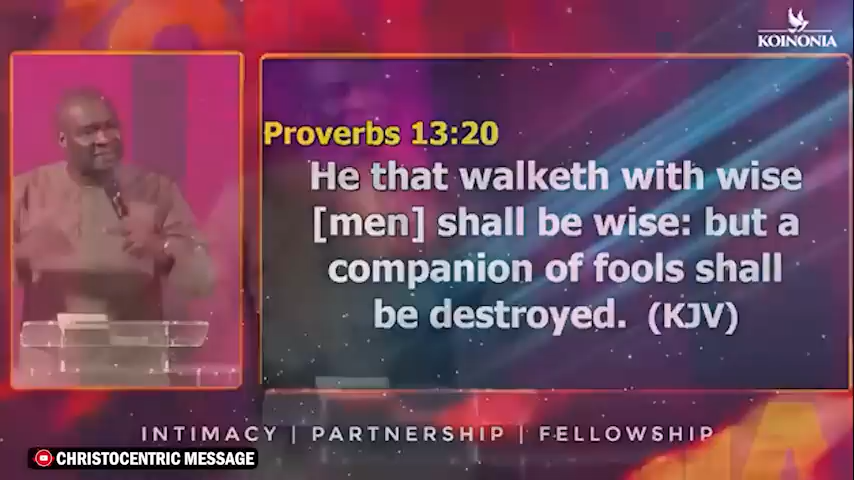 KOINONIA
Proverbs 13:20
He that walketh with wise
[men] shall be wise: but a
companion of fools shall
be destroyed. (KJV)
INTIMACY | PARTNERSHIP | FELLOWSHIP
CHRISTOCENTRIC MESSAGE